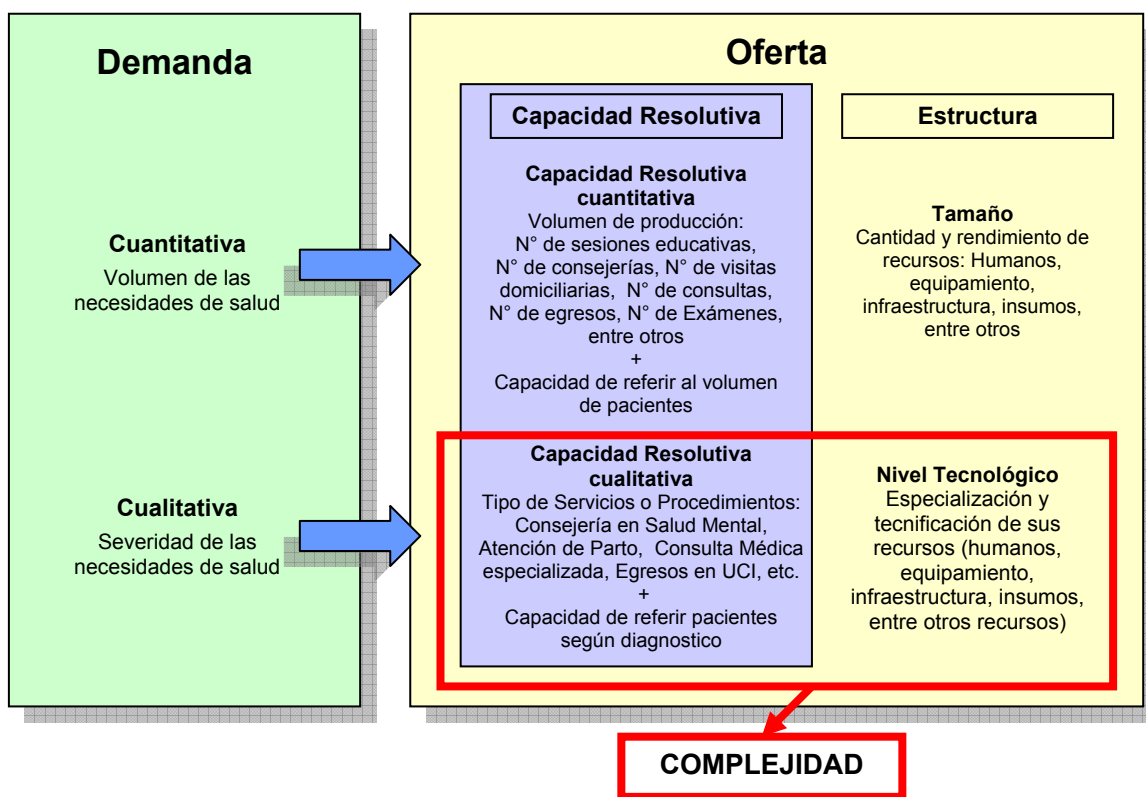 Demanda
Cuantitativa
Volumen de las
necesidades de salud
Cualitativa
Severidad de las
necesidades de salud
Oferta
Capacidad Resolutiva
Capacidad Resolutiva
cuantitativa
Volumen de producción:
N° de sesiones educativas,
N° de consejerías, N° de visitas
domiciliarias, N° de consultas,
N° de egresos, N° de Exámenes,
entre otros
+
Capacidad de referir al volumen
de pacientes
Capacidad Resolutiva
cualitativa
Tipo de Servicios o Procedimientos:
Consejería en Salud Mental,
Atención de Parto, Consulta Médica
especializada, Egresos en UCI, etc.
+
Capacidad de referir pacientes
según diagnostico
Estructura
Tamaño
Cantidad y rendimiento de
recursos: Humanos,
equipamiento,
infraestructura, insumos,
entre otros
Nivel Tecnológico
Especialización y
tecnificación de sus
recursos (humanos,
equipamiento,
infraestructura, insumos,
entre otros recursos)
COMPLEJIDAD